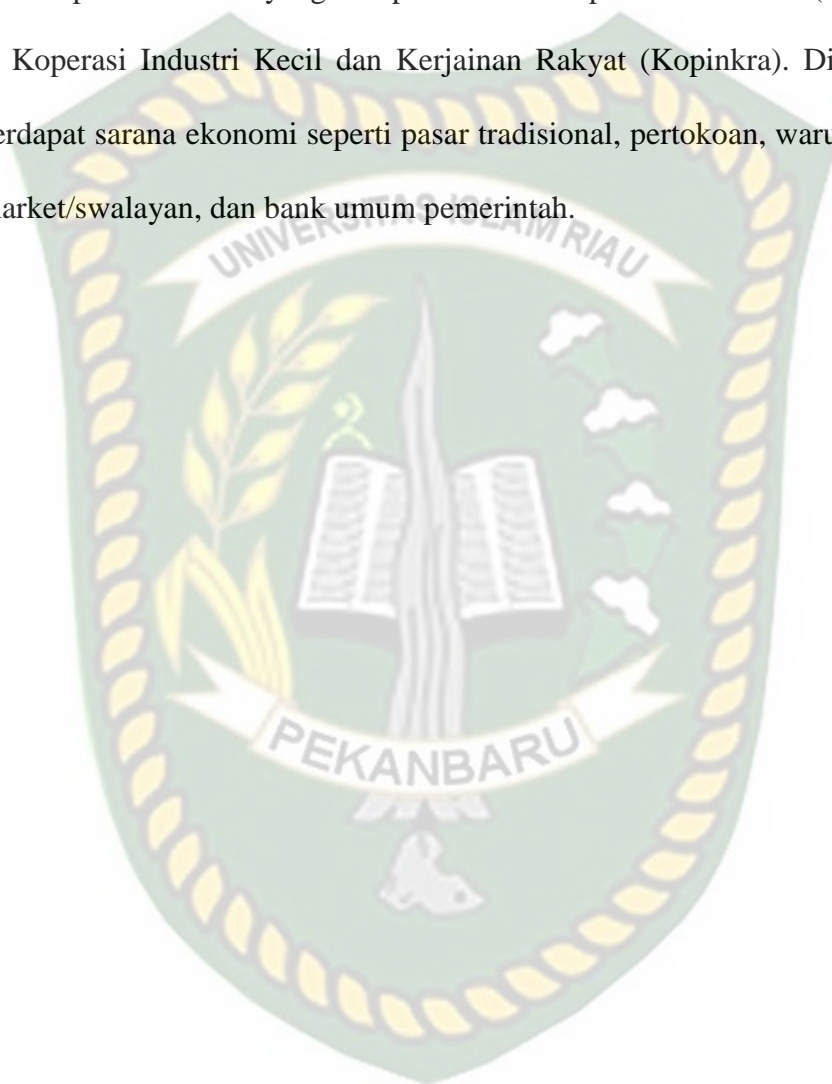 Koperasi Industri Kecil dan Kerjainan Rakyat (Kopinkra). Di
erdapat sarana ekonomi seperti pasar tradisional, pertokoan, waru
arket/swalayan, dan bank umum pemerintah.
UNIVERSITAS ISLAM RIAU
PEKANBARU